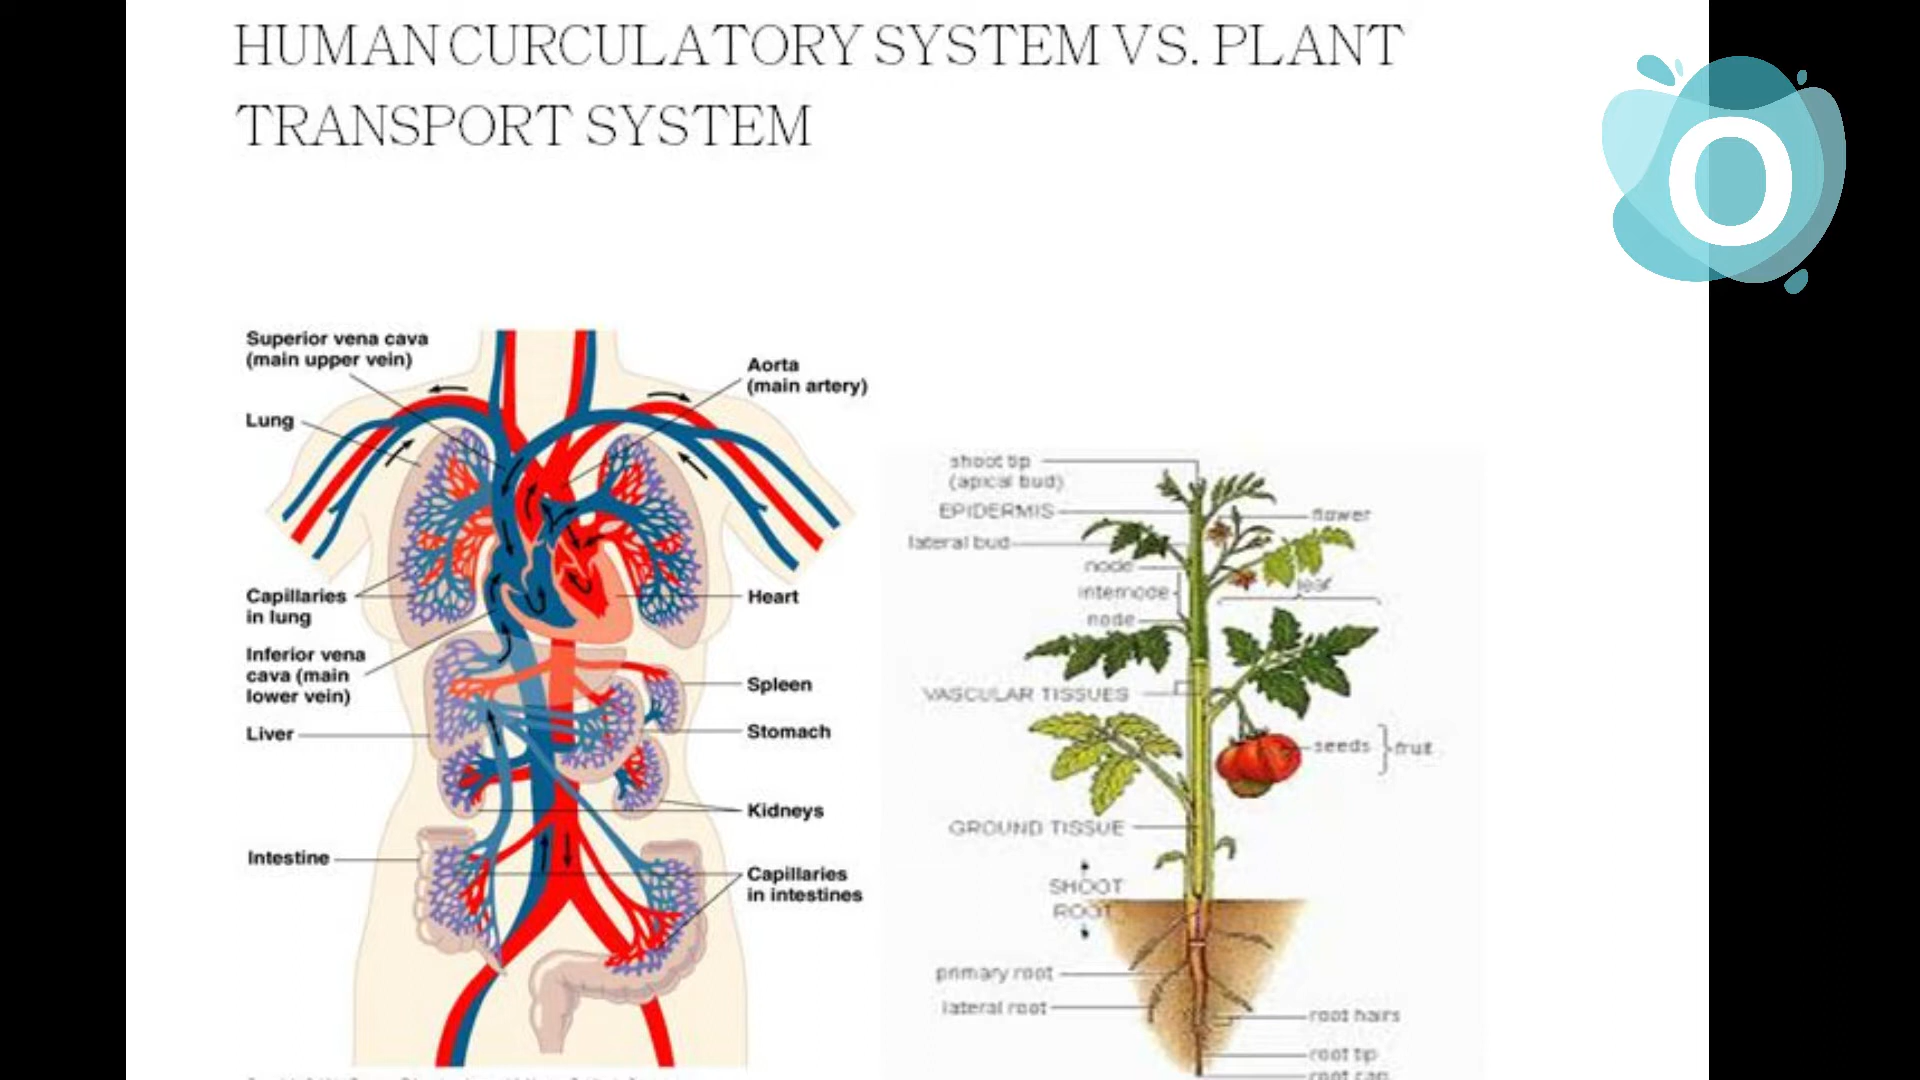 HUMAN CURCULATORY SYSTEM VS. PLANT
TRANSPORT SYSTEM
O
Superior vena cava
(main upper vein)
Lung
Capillaries
in lung
Inferior vena
cava (main
lower vein)
Liver
Intestine
Aorta
(main artery)
Heart
Spleen
Stomach
Kidneys
Capillaries
in intestines
shoot tip
(apical bud)
EPIDERMIS
lateral bud
node
internode
node
VASCULAR TISSUES
GROUND TISSUE
SHOOT
ROOT
primary root
lateral root
flower
leaf
seeds
fruit
root hairs
root tip
root cap